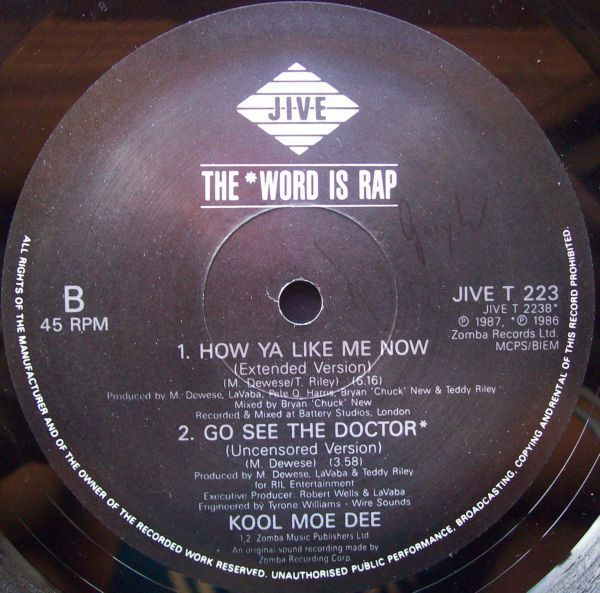 J·I·V·E
THE *WORD IS RAP
B
45 RPM
JIVE T 223
JIVE T 223B*
℗ 1987, *℗ 1986
Zomba Records Ltd.
MCPS/BIEM
1. HOW YA LIKE ME NOW
(Extended Version)
(M. Dewese/T. Riley) (6.16)
Produced by M. Dewese, LaVaba, Pete Q. Harris, Bryan 'Chuck' New & Teddy Riley
Mixed by Bryan 'Chuck' New
Recorded & Mixed at Battery Studios, London
2. GO SEE THE DOCTOR*
(Uncensored Version)
(M. Dewese) (3.58)
Produced by M. Dewese, LaVaba & Teddy Riley
for RIL Entertainment
Executive Producer: Robert Wells & LaVaba
Engineered by Tyrone Williams - Wire Sounds
KOOL MOE DEE
1,2. Zomba Music Publishers Ltd.
An original sound recording made by
Zomba Recording Corp.
ALL RIGHTS OF THE MANUFACTURER AND OF THE OWNER OF THE RECORDED WORK RESERVED. UNAUTHORISED PUBLIC PERFORMANCE, BROADCASTING, COPYING AND RENTAL OF THIS RECORD PROHIBITED.